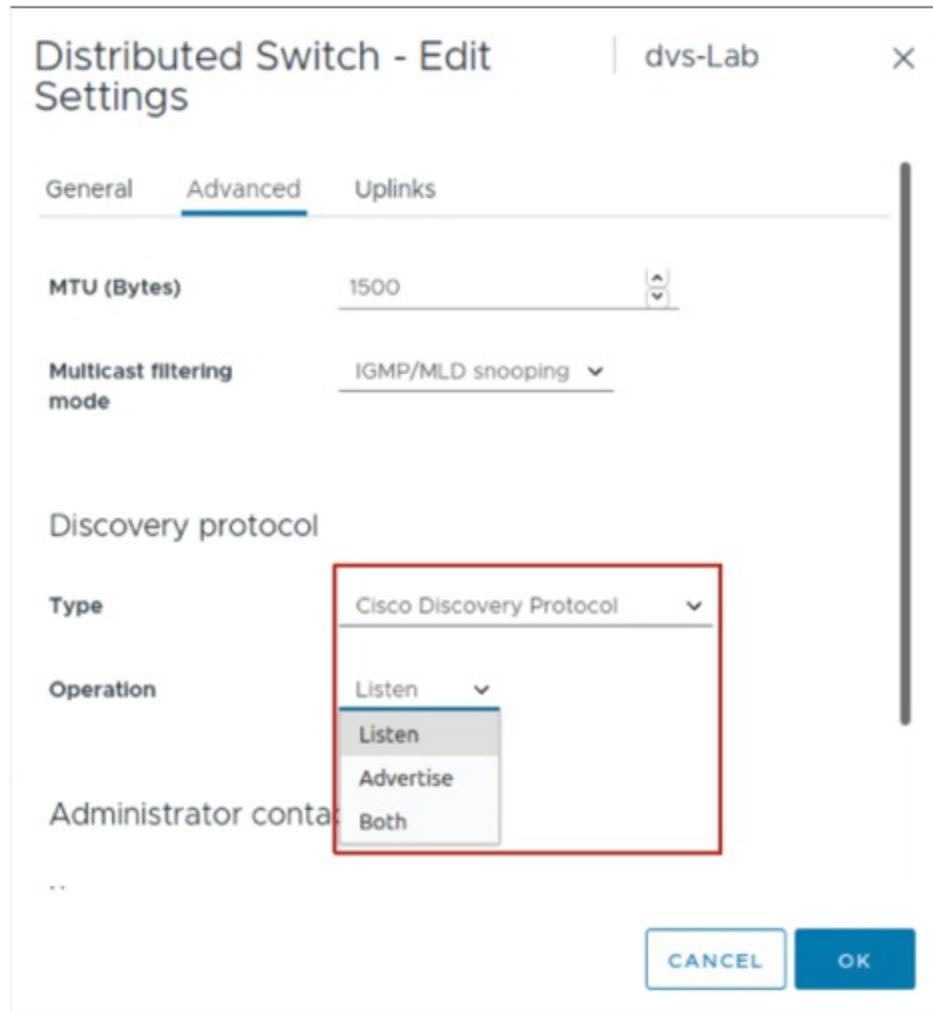 Distributed Switch - Edit Settings
dvs-Lab
General Advanced Uplinks
MTU (Bytes) 1500
Multicast filtering mode IGMP/MLD snooping
Discovery protocol
Type Cisco Discovery Protocol
Operation Listen
Listen
Advertise
Both
Administrator
CANCEL OK